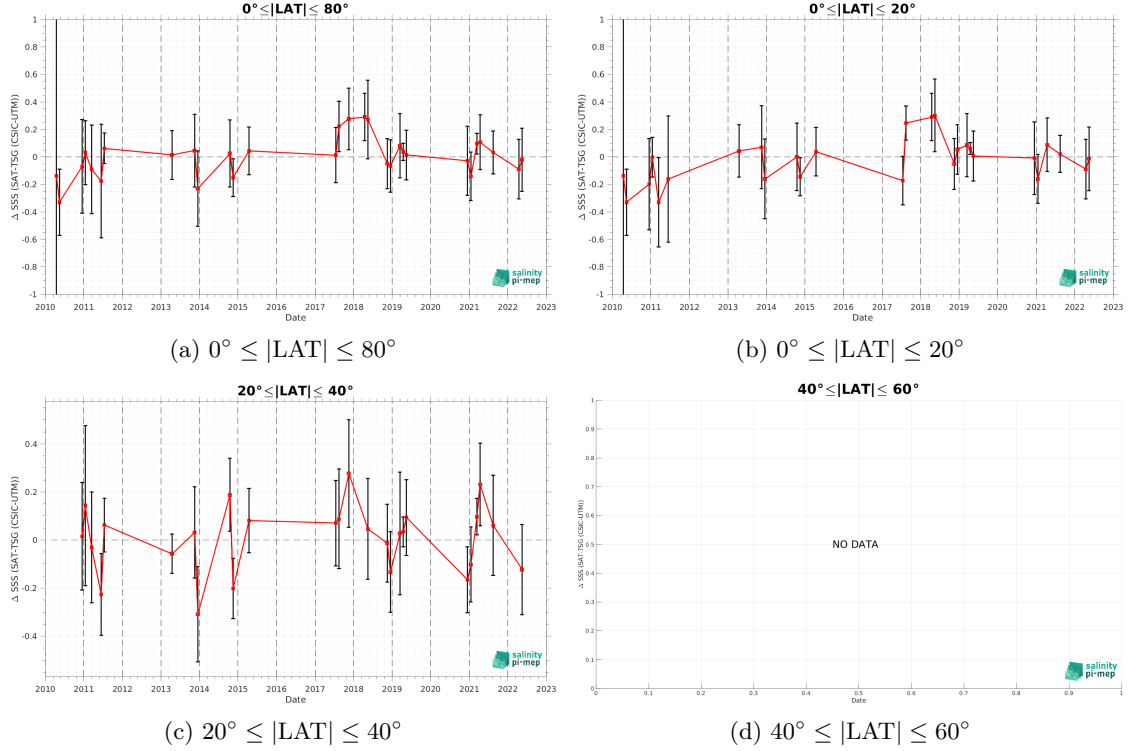 0°≤|LAT|≤ 80°
Δ SSS (SAT-TSG (CSIC-UTM))
1
0.8
0.6
0.4
0.2
0
-0.2
-0.4
-0.6
-0.8
-1
2010 2011 2012 2013 2014 2015 2016 2017 2018 2019 2020 2021 2022 2023
Date
salinity
pi-mep
(a) 0° ≤ |LAT| ≤ 80°
0°≤|LAT|≤ 20°
Δ SSS (SAT-TSG (CSIC-UTM))
1
0.8
0.6
0.4
0.2
0
-0.2
-0.4
-0.6
-0.8
-1
2010 2011 2012 2013 2014 2015 2016 2017 2018 2019 2020 2021 2022 2023
Date
salinity
pi-mep
(b) 0° ≤ |LAT| ≤ 20°
20°≤|LAT|≤ 40°
Δ SSS (SAT-TSG (CSIC-UTM))
0.4
0.2
0
-0.2
-0.4
2010 2011 2012 2013 2014 2015 2016 2017 2018 2019 2020 2021 2022 2023
Date
salinity
pi-mep
(c) 20° ≤ |LAT| ≤ 40°
40°≤|LAT|≤ 60°
Δ SSS (SAT-TSG (CSIC-UTM))
1
0.9
0.8
0.7
0.6
0.5
0.4
0.3
0.2
0.1
0
NO DATA
0 0.1 0.2 0.3 0.4 0.5 0.6 0.7 0.8 0.9 1
Date
salinity
pi-mep
(d) 40° ≤ |LAT| ≤ 60°